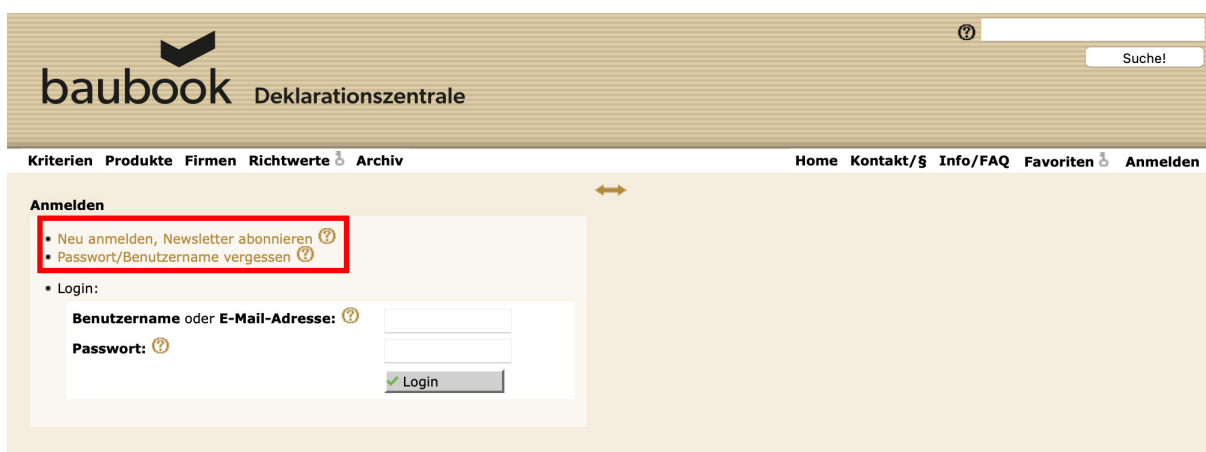 Suche!
baubook Deklarationszentrale
Kriterien Produkte Firmen Richtwerte Archiv Home Kontakt/§ Info/FAQ Favoriten Anmelden
Anmelden
Neu anmelden, Newsletter abonnieren
Passwort/Benutzername vergessen
Login:
Benutzername oder E-Mail-Adresse:
Passwort:
Login